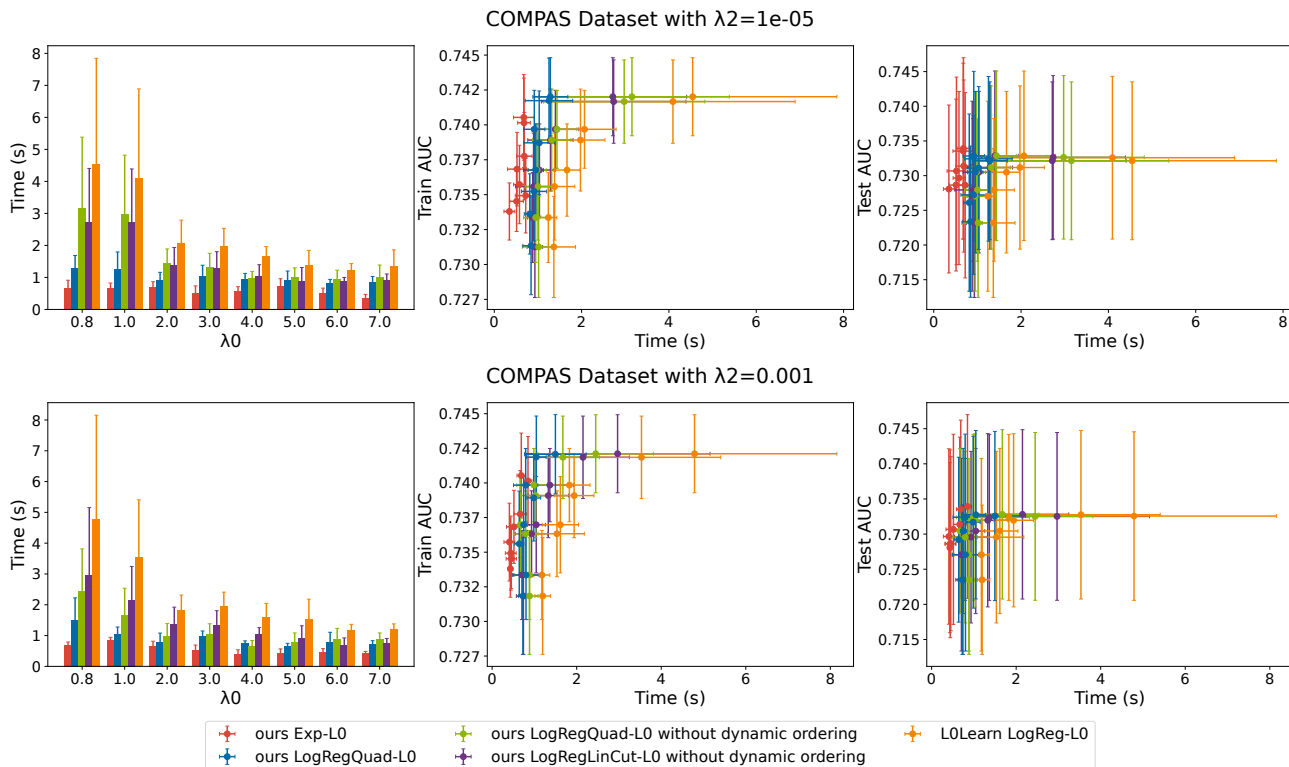 COMPAS Dataset with λ2=1e-05
Time (s)
8
7
6
5
4
3
2
1
0
0.8 1.0 2.0 3.0 4.0 5.0 6.0 7.0
λ0
Train AUC
0.745
0.742
0.740
0.737
0.735
0.732
0.730
0.727
0 2 4 6 8
Time (s)
Test AUC
0.745
0.740
0.735
0.730
0.725
0.720
0.715
0 2 4 6 8
Time (s)
COMPAS Dataset with λ2=0.001
Time (s)
8
7
6
5
4
3
2
1
0
0.8 1.0 2.0 3.0 4.0 5.0 6.0 7.0
λ0
Train AUC
0.745
0.742
0.740
0.737
0.735
0.732
0.730
0.727
0 2 4 6 8
Time (s)
Test AUC
0.745
0.740
0.735
0.730
0.725
0.720
0.715
0 2 4 6 8
Time (s)
ours Exp-L0
ours LogRegQuad-L0
ours LogRegQuad-L0 without dynamic ordering
ours LogRegLinCut-L0 without dynamic ordering
L0Learn LogReg-L0